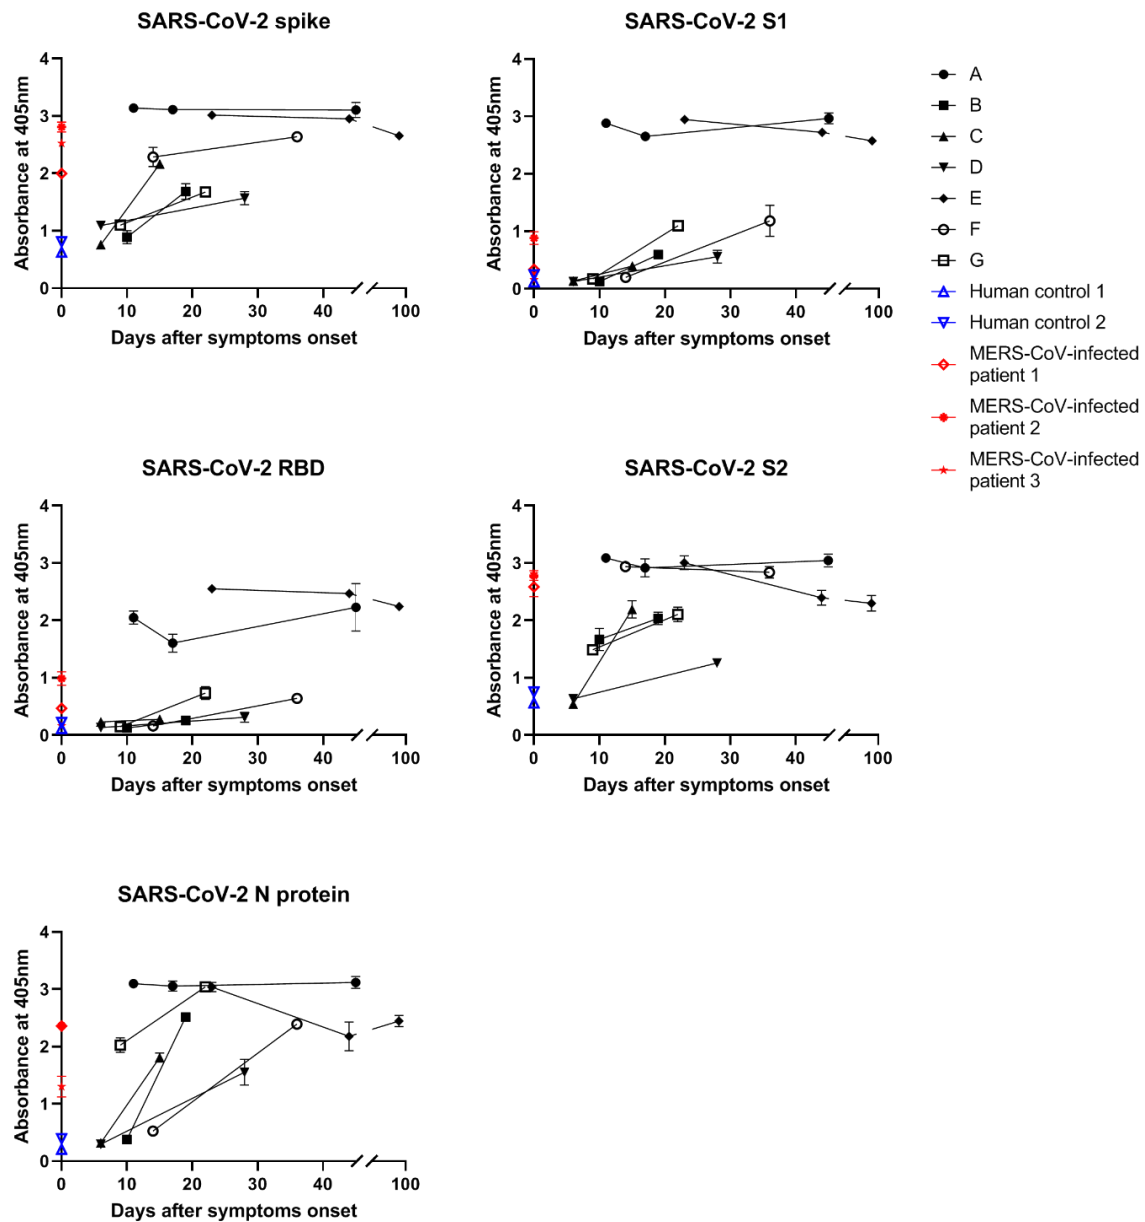 SARS-CoV-2 spike
Absorbance at 405nm
4
3
2
1
0
0 10 20 30 40 100
Days after symptoms onset
SARS-CoV-2 S1
Absorbance at 405nm
4
3
2
1
0
0 10 20 30 40 100
Days after symptoms onset
A
B
C
D
E
F
G
Human control 1
Human control 2
MERS-CoV-infected
patient 1
MERS-CoV-infected
patient 2
MERS-CoV-infected
patient 3
SARS-CoV-2 RBD
Absorbance at 405nm
4
3
2
1
0
0 10 20 30 40 100
Days after symptoms onset
SARS-CoV-2 S2
Absorbance at 405nm
4
3
2
1
0
0 10 20 30 40 100
Days after symptoms onset
SARS-CoV-2 N protein
Absorbance at 405nm
4
3
2
1
0
0 10 20 30 40 100
Days after symptoms onset